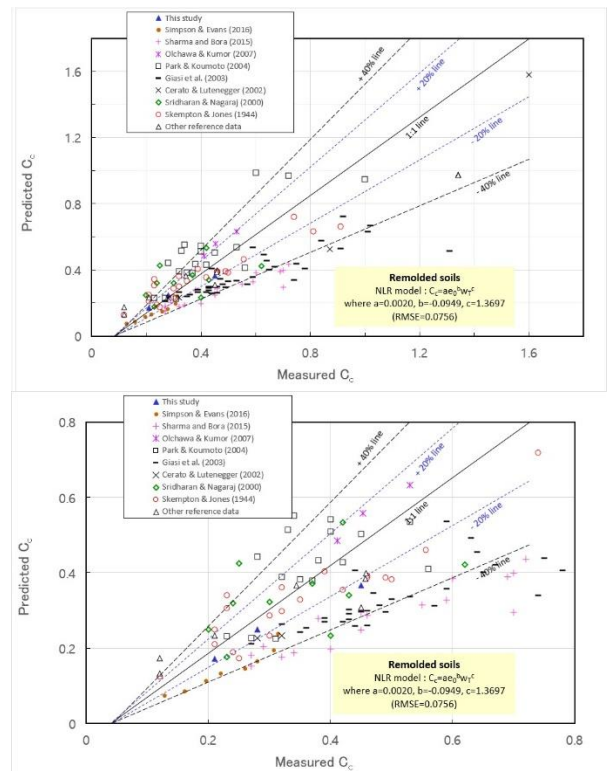 This study
Simpson & Evans (2016)
Sharma and Bora (2015)
Olchawa & Kumor (2007)
Park & Koumoto (2004)
Giasi et al. (2003)
Cerato & Lutenegger (2002)
Sridharan & Nagaraj (2000)
Skempton & Jones (1944)
Other reference data
+ 40% line
+ 20% line
1:1 line
- 20% line
- 40% line
1.6
1.2
0.8
0.4
0
Predicted Cc
Remolded soils
NLR model : Cc=ae0^b wT^c
where a=0.0020, b=-0.0949, c=1.3697
(RMSE=0.0756)
0 0.4 0.8 1.2 1.6
Measured Cc
This study
Simpson & Evans (2016)
Sharma and Bora (2015)
Olchawa & Kumor (2007)
Park & Koumoto (2004)
Giasi et al. (2003)
Cerato & Lutenegger (2002)
Sridharan & Nagaraj (2000)
Skempton & Jones (1944)
Other reference data
+ 40% line
+ 20% line
1:1 line
- 20% line
- 40% line
0.8
0.6
0.4
0.2
0
Predicted Cc
Remolded soils
NLR model : Cc=ae0^b wT^c
where a=0.0020, b=-0.0949, c=1.3697
(RMSE=0.0756)
0 0.2 0.4 0.6 0.8
Measured Cc